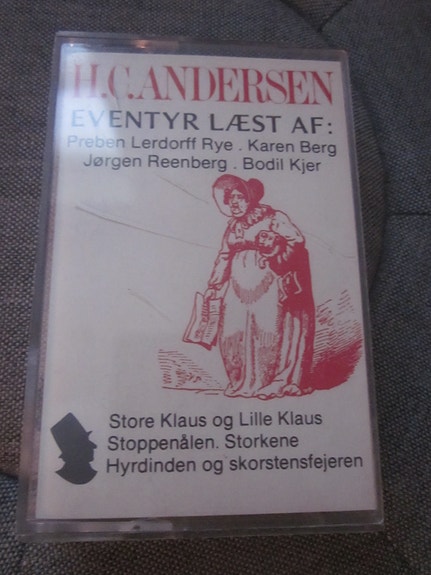 H.C.ANDERSEN
EVENTYR LÆST AF:
Preben Lerdorff Rye . Karen Berg
Jørgen Reenberg . Bodil Kjer
Store Klaus og Lille Klaus
Stoppenålen. Storkene
Hyrdinden og skorstensfejeren